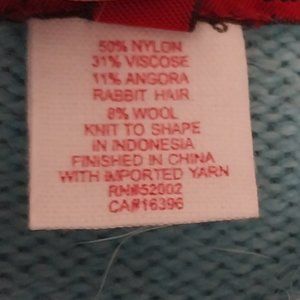 50% NYLON
31% VISCOSE
11% ANGORA
RABBIT HAIR
8% WOOL
KNIT TO SHAPE
IN INDONESIA
FINISHED IN CHINA
WITH IMPORTED YARN
RN#52002
CA#16396